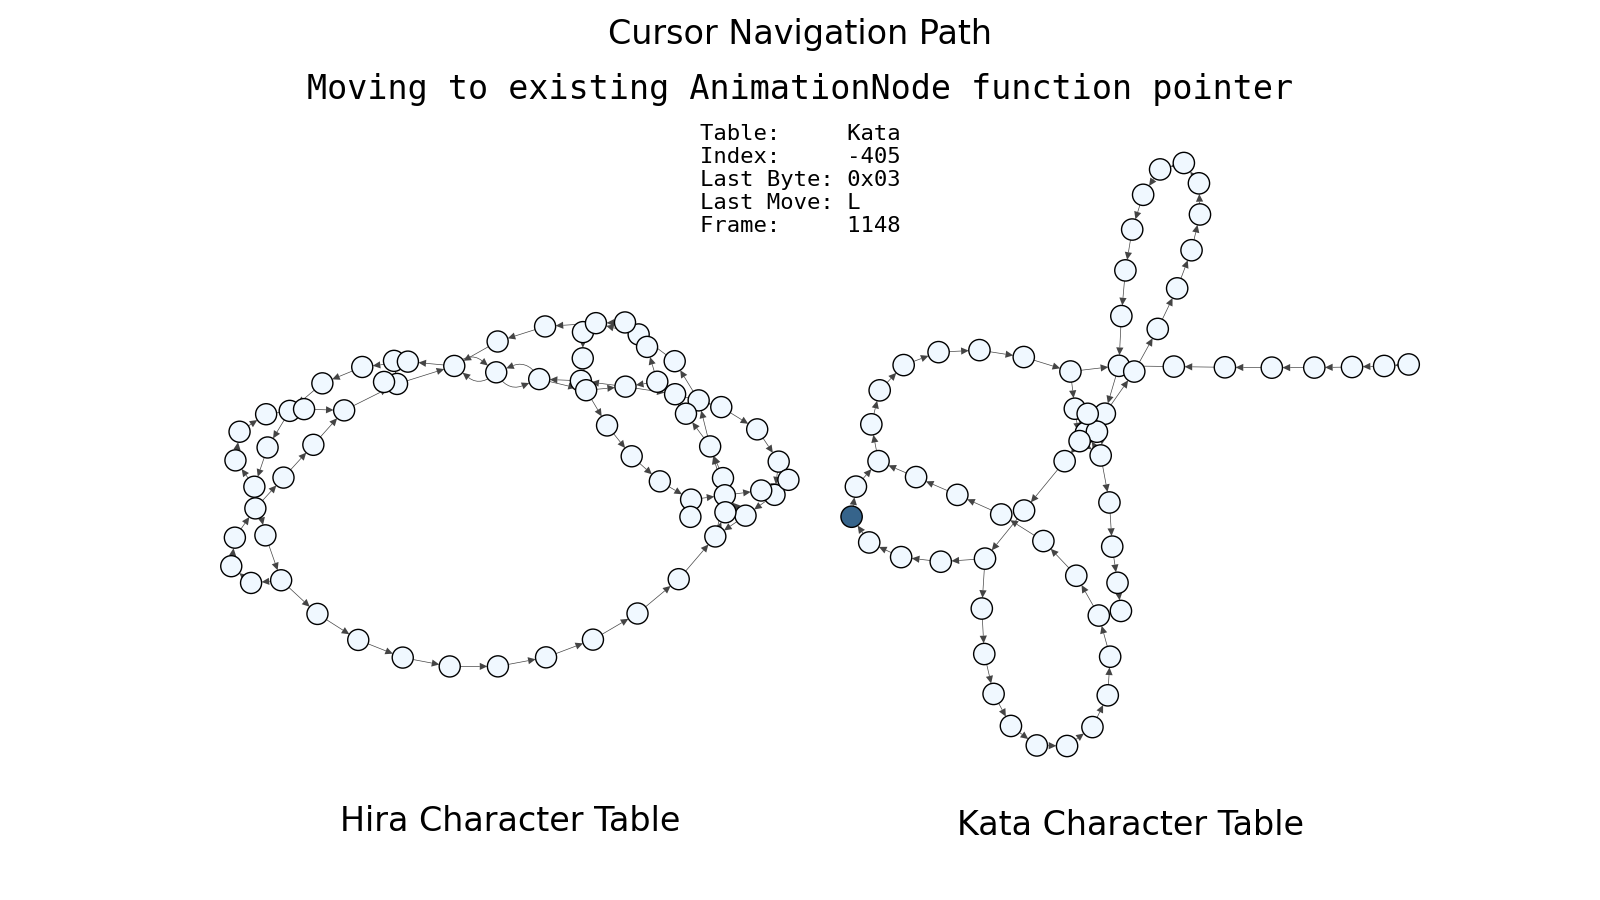 Cursor Navigation Path
Moving to existing AnimationNode function pointer
Table: Kata
Index: -405
Last Byte: 0x03
Last Move: L
Frame: 1148
Hira Character Table
Kata Character Table